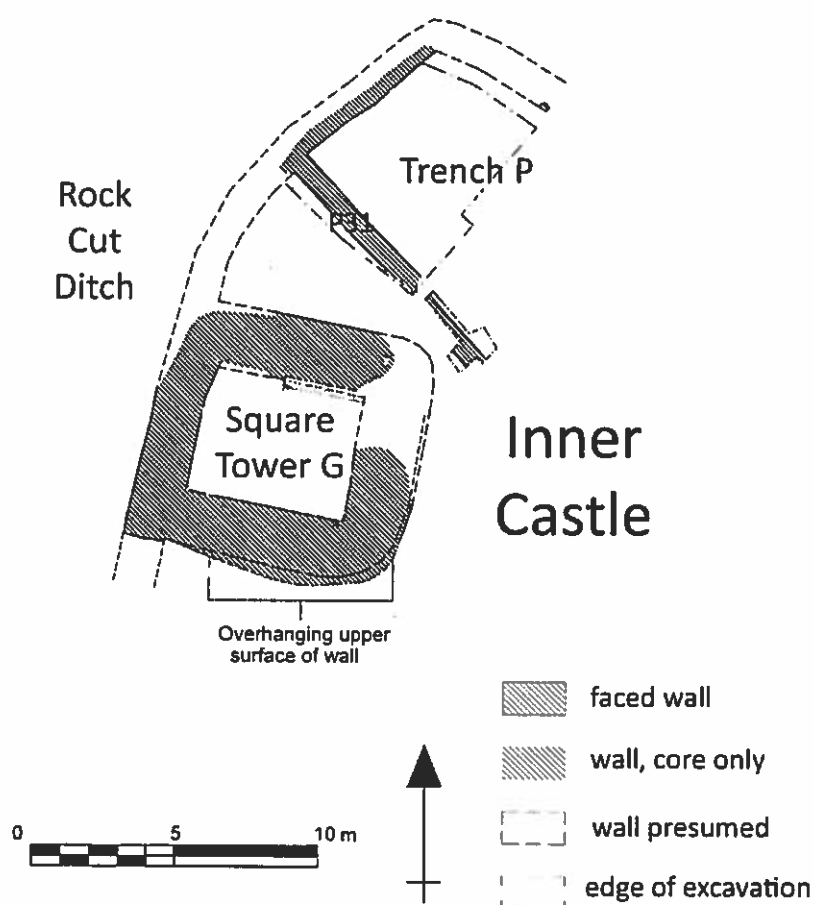 Trench P
Rock
Cut
Ditch
Square
Tower G
Inner
Castle
Overhanging upper
surface of wall
faced wall
wall, core only
wall presumed
edge of excavation
0 5 10 m